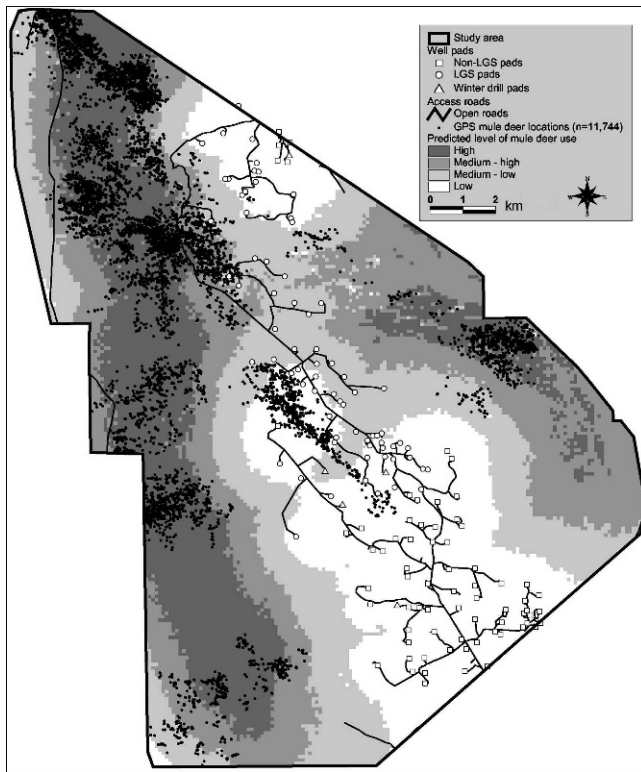 Study area
Well pads
Non-LGS pads
LGS pads
Winter drill pads
Access roads
Open roads
GPS mule deer locations (n=11,744)
Predicted level of mule deer use
High
Medium - high
Medium - low
Low
0 1 2
km
N